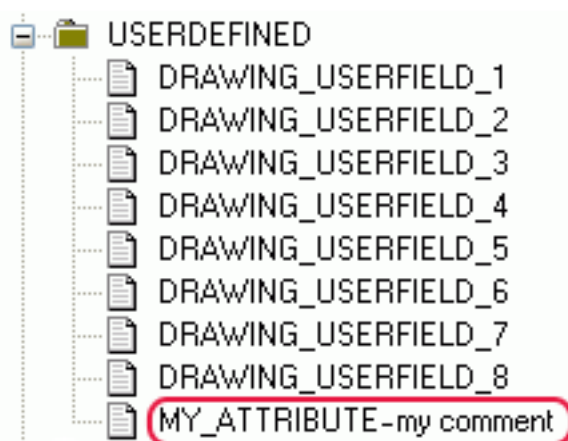 USERDEFINED
DRAWING_USERFIELD_1
DRAWING_USERFIELD_2
DRAWING_USERFIELD_3
DRAWING_USERFIELD_4
DRAWING_USERFIELD_5
DRAWING_USERFIELD_6
DRAWING_USERFIELD_7
DRAWING_USERFIELD_8
MY_ATTRIBUTE-my comment